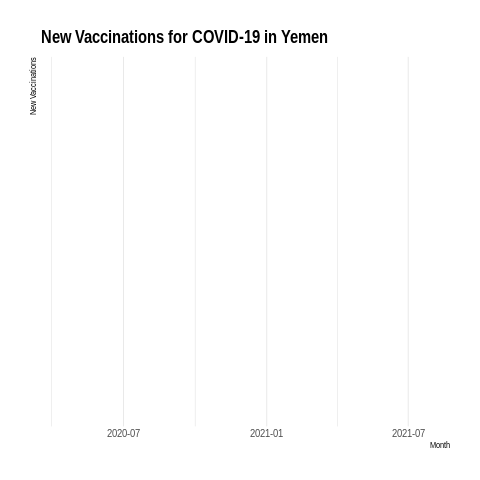 New Vaccinations for COVID-19 in Yemen
New Vaccinations
2020-07
2021-01
2021-07
Month